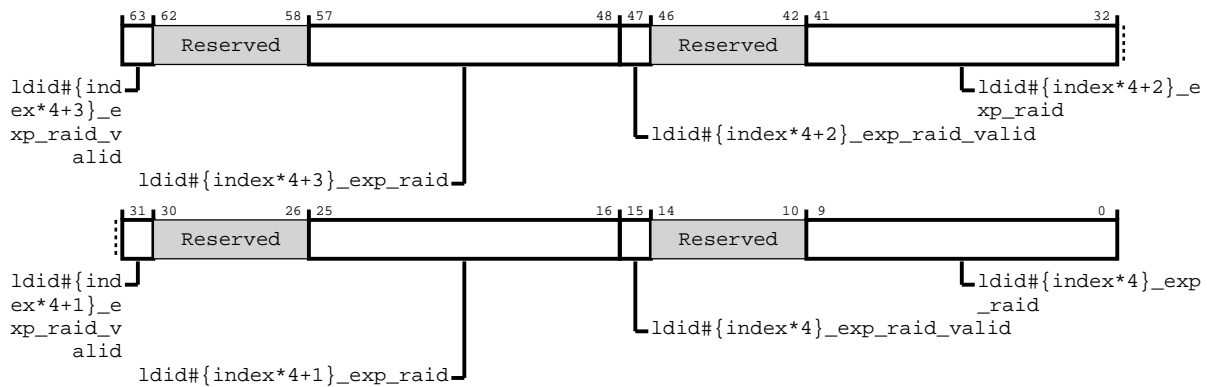 63 62 58 57 48 47 46 42 41 32
Reserved Reserved
ldid#{ind
ex*4+3}_e
xp_raid_v
alid
ldid#{index*4+2}_e
xp_raid
ldid#{index*4+2}_exp_raid_valid
ldid#{index*4+3}_exp_raid
31 30 26 25 16 15 14 10 9 0
Reserved Reserved
ldid#{ind
ex*4+1}_e
xp_raid_v
alid
ldid#{index*4}_exp
_raid
ldid#{index*4}_exp_raid_valid
ldid#{index*4+1}_exp_raid